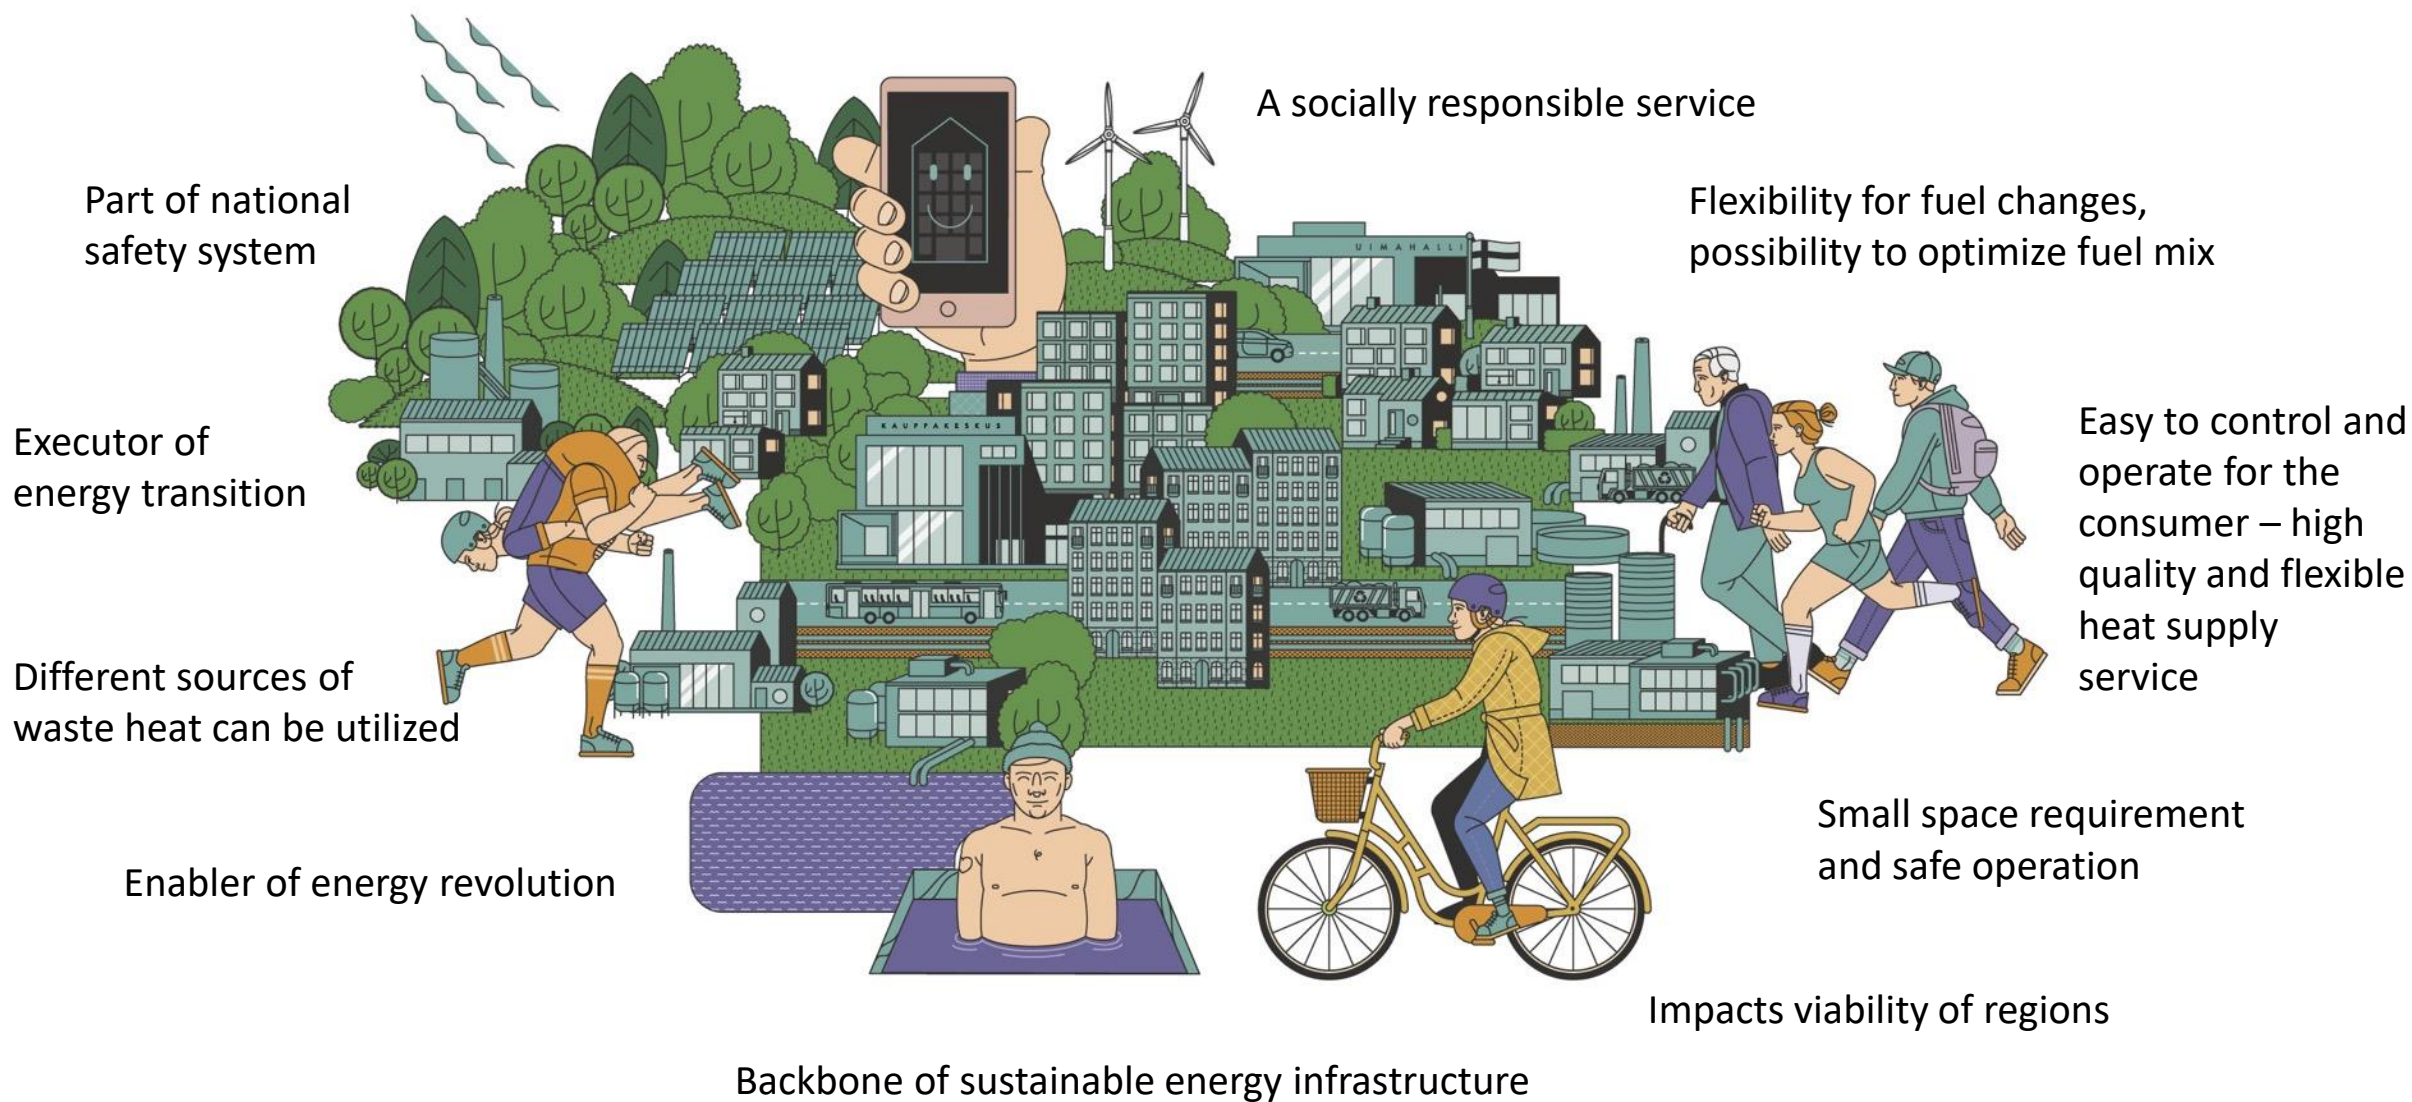 A socially responsible service
Part of national
safety system
Flexibility for fuel changes,
possibility to optimize fuel mix
UIMAHALLI
Executor of
energy transition
KAUPPAKESKUS
Easy to control and
operate for the
consumer – high
quality and flexible
heat supply
service
Different sources of
waste heat can be utilized
Small space requirement
and safe operation
Enabler of energy revolution
Impacts viability of regions
Backbone of sustainable energy infrastructure